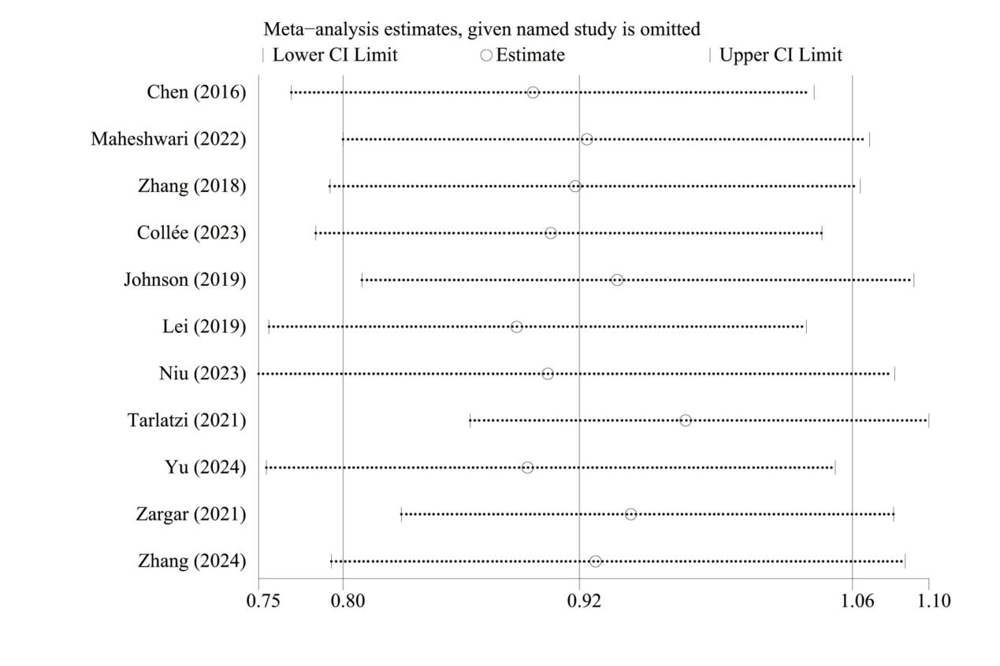 Meta−analysis estimates, given named study is omitted
Lower CI Limit Estimate Upper CI Limit
Chen (2016)
Maheshwari (2022)
Zhang (2018)
Collée (2023)
Johnson (2019)
Lei (2019)
Niu (2023)
Tarlatzi (2021)
Yu (2024)
Zargar (2021)
Zhang (2024)
0.75 0.80 0.92 1.06 1.10